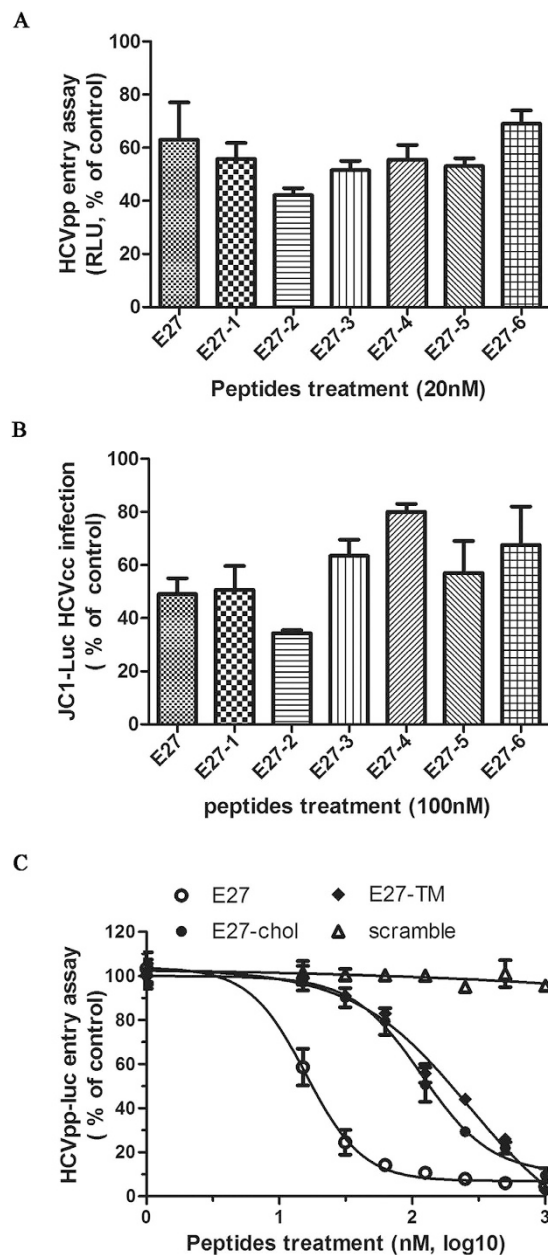 A
HCVpp entry assay
(RLU, % of control)
100
80
60
40
20
0
E27
E27-1
E27-2
E27-3
E27-4
E27-5
E27-6
Peptides treatment (20nM)
B
JC1-Luc HCVcc infection
( % of control)
100
80
60
40
20
0
E27
E27-1
E27-2
E27-3
E27-4
E27-5
E27-6
peptides treatment (100nM)
C
E27
E27-TM
E27-chol
scramble
HCVpp-luc entry assay
( % of control)
120
100
80
60
40
20
0
0
1
2
3
Peptides treatment (nM, log10)